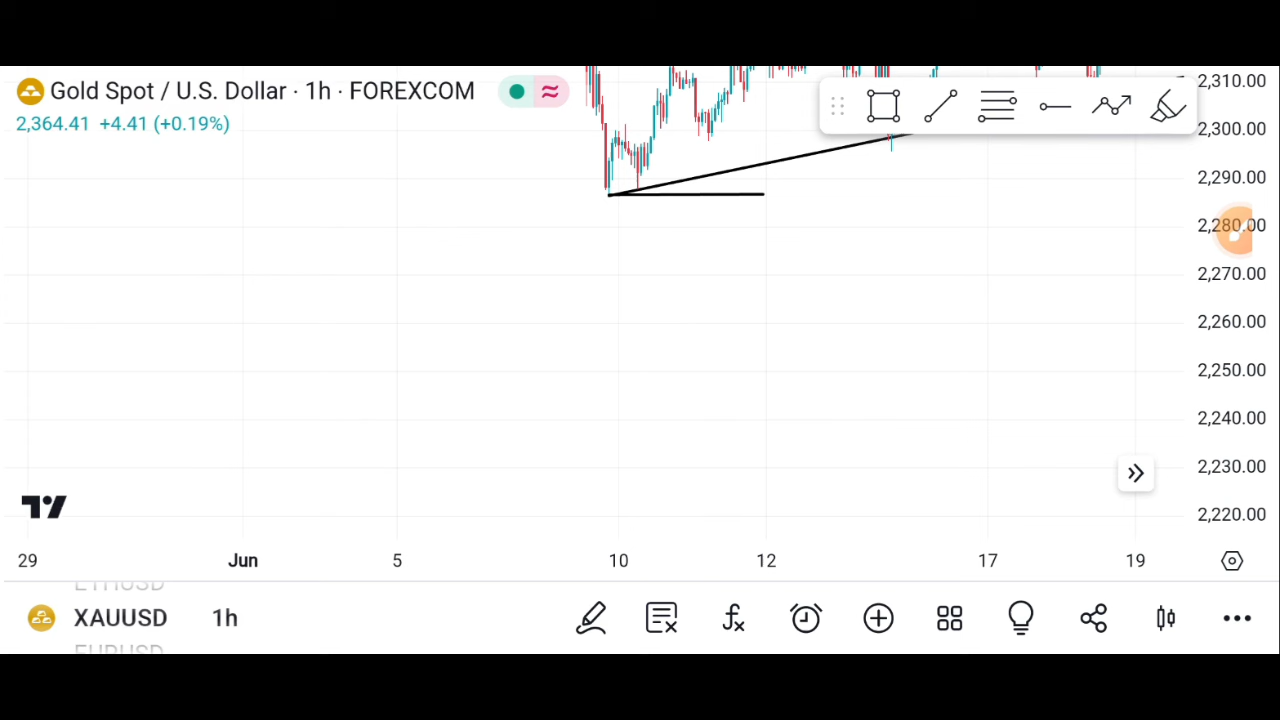 Gold Spot / U.S. Dollar · 1h · FOREXCOM
2,364.41 +4.41 (+0.19%)
2,310.00
2,300.00
2,290.00
2,280.00
2,270.00
2,260.00
2,250.00
2,240.00
2,230.00
2,220.00
29 Jun 5 10 12 17 19
ETHUSD
XAUUSD 1h
EURUSD